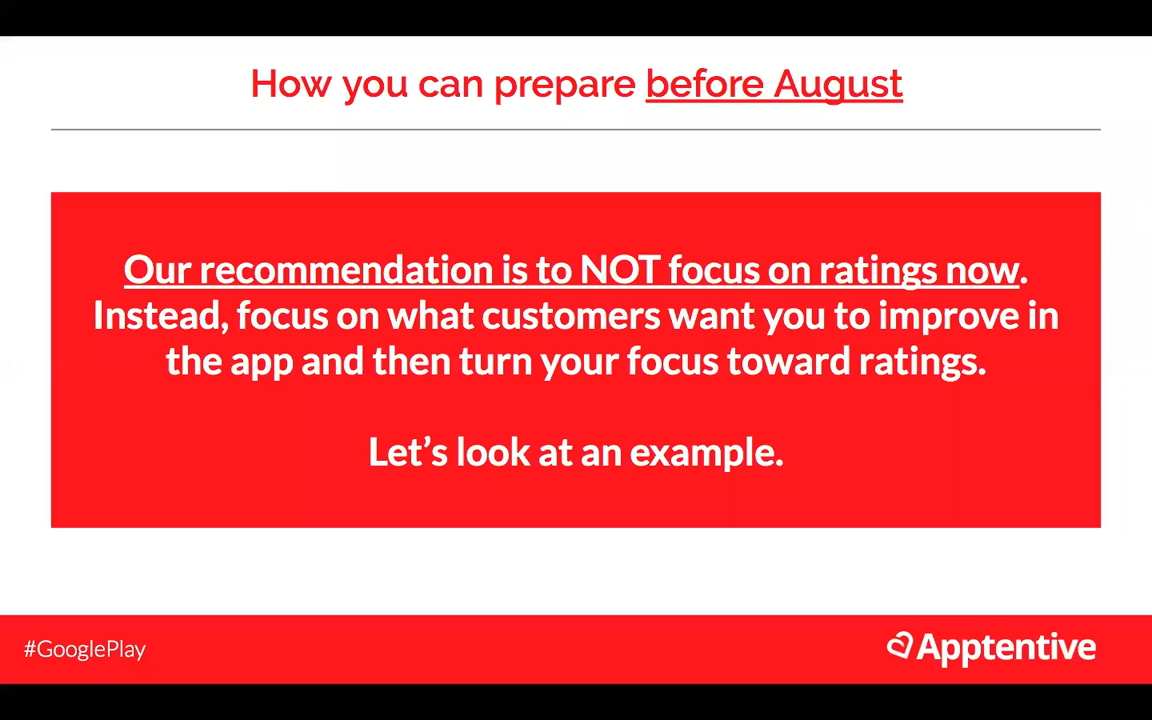 How you can prepare before August
Our recommendation is to NOT focus on ratings now.
Instead, focus on what customers want you to improve in
the app and then turn your focus toward ratings.
Let’s look at an example.
#GooglePlay
Apptentive